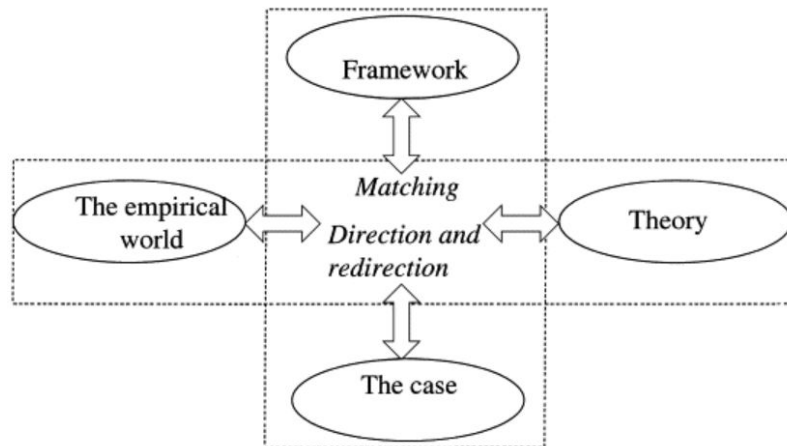 Framework
Matching
The empirical
world
Direction and
redirection
Theory
The case